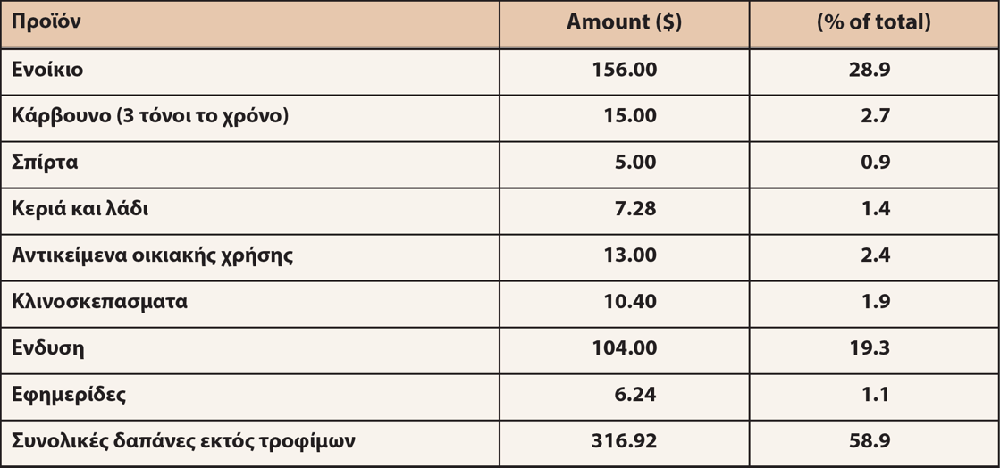 Προϊόν Amount ($) (% of total)
Ενοίκιο 156.00 28.9
Κάρβουνο (3 τόνοι το χρόνο) 15.00 2.7
Σπίρτα 5.00 0.9
Κεριά και λάδι 7.28 1.4
Αντικείμενα οικιακής χρήσης 13.00 2.4
Κλινοσκεπασματα 10.40 1.9
Ενδυση 104.00 19.3
Εφημερίδες 6.24 1.1
Συνολικές δαπάνες εκτός τροφίμων 316.92 58.9